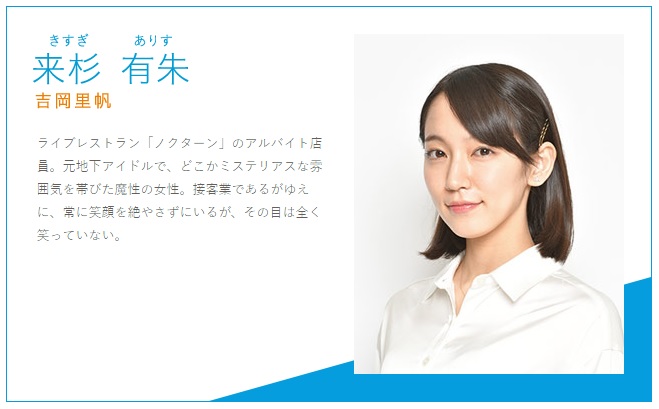 きすぎ ありす
来杉 有朱
吉岡里帆
ライブレストラン「ノクターン」のアルバイト店
員。元地下アイドルで、どこかミステリアスな雰
囲気を帯びた魔性の女性。接客業であるがゆえ
に、常に笑顔を絶やさずにいるが、その目は全く
笑っていない。